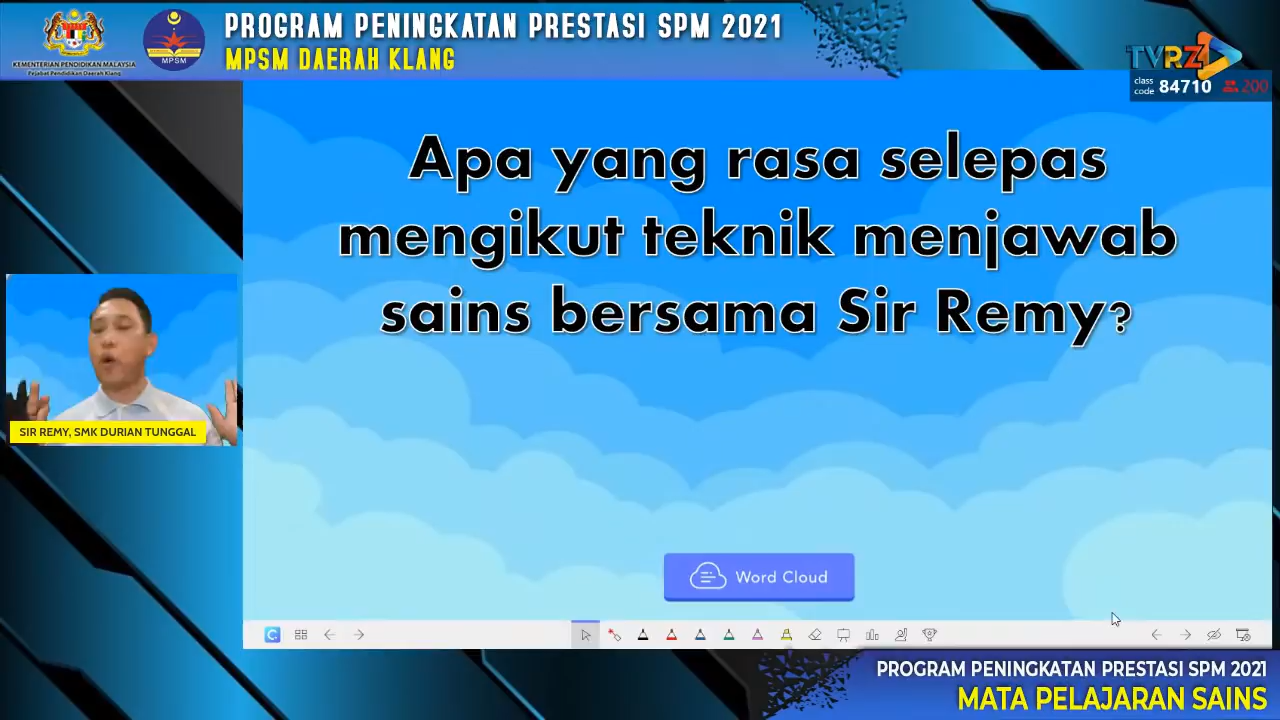 PROGRAM PENINGKATAN PRESTASI SPM 2021
MPSM DAERAH KLANG
KEMENTERIAN PENDIDIKAN MALAYSIA
Pejabat Pendidikan Daerah Klang
MPSM
TVRZ
class code 84710 200
Apa yang rasa selepas
mengikut teknik menjawab
sains bersama Sir Remy?
SIR REMY, SMK DURIAN TUNGGAL
Word Cloud
PROGRAM PENINGKATAN PRESTASI SPM 2021
MATA PELAJARAN SAINS